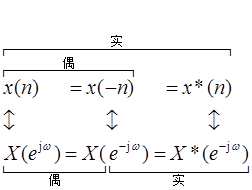 实
偶
x(n) = x(−n) = x*(n)
↕ ↕ ↕
X(e^{jω}) = X(e^{−jω}) = X*(e^{−jω})
偶 实